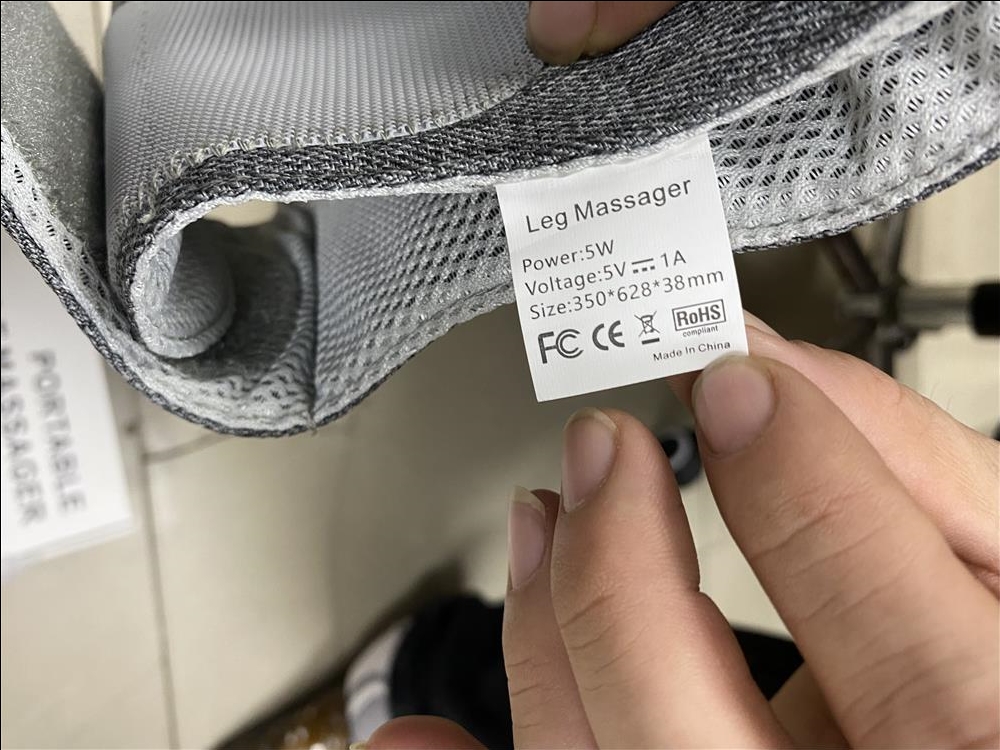 Leg Massager
Power:5W
Voltage:5V ⎓ 1A
Size:350*628*38mm
FC CE RoHS
compliant
Made In China
PORTABLE
MASSAGER